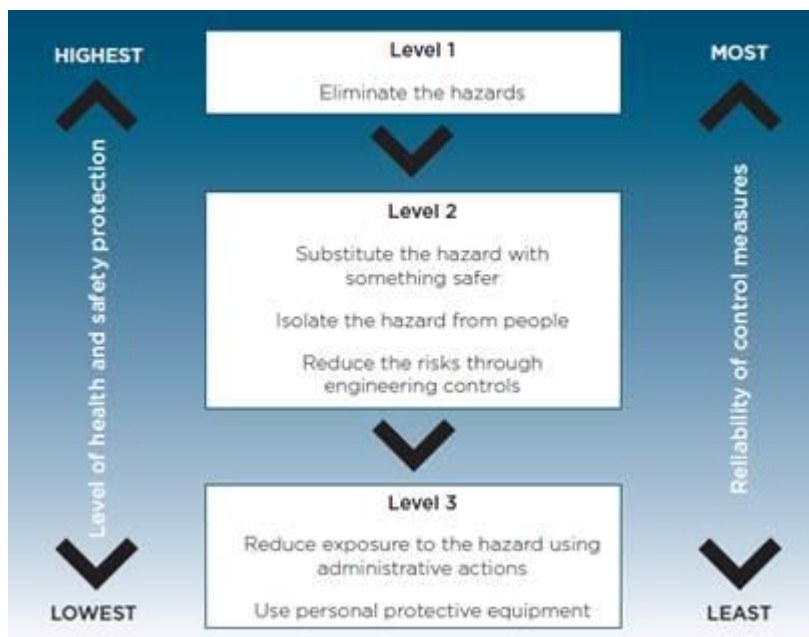 HIGHEST
Level of health and safety protection
LOWEST
Level 1
Eliminate the hazards
Level 2
Substitute the hazard with
something safer
Isolate the hazard from people
Reduce the risks through
engineering controls
Level 3
Reduce exposure to the hazard using
administrative actions
Use personal protective equipment
MOST
Reliability of control measures
LEAST